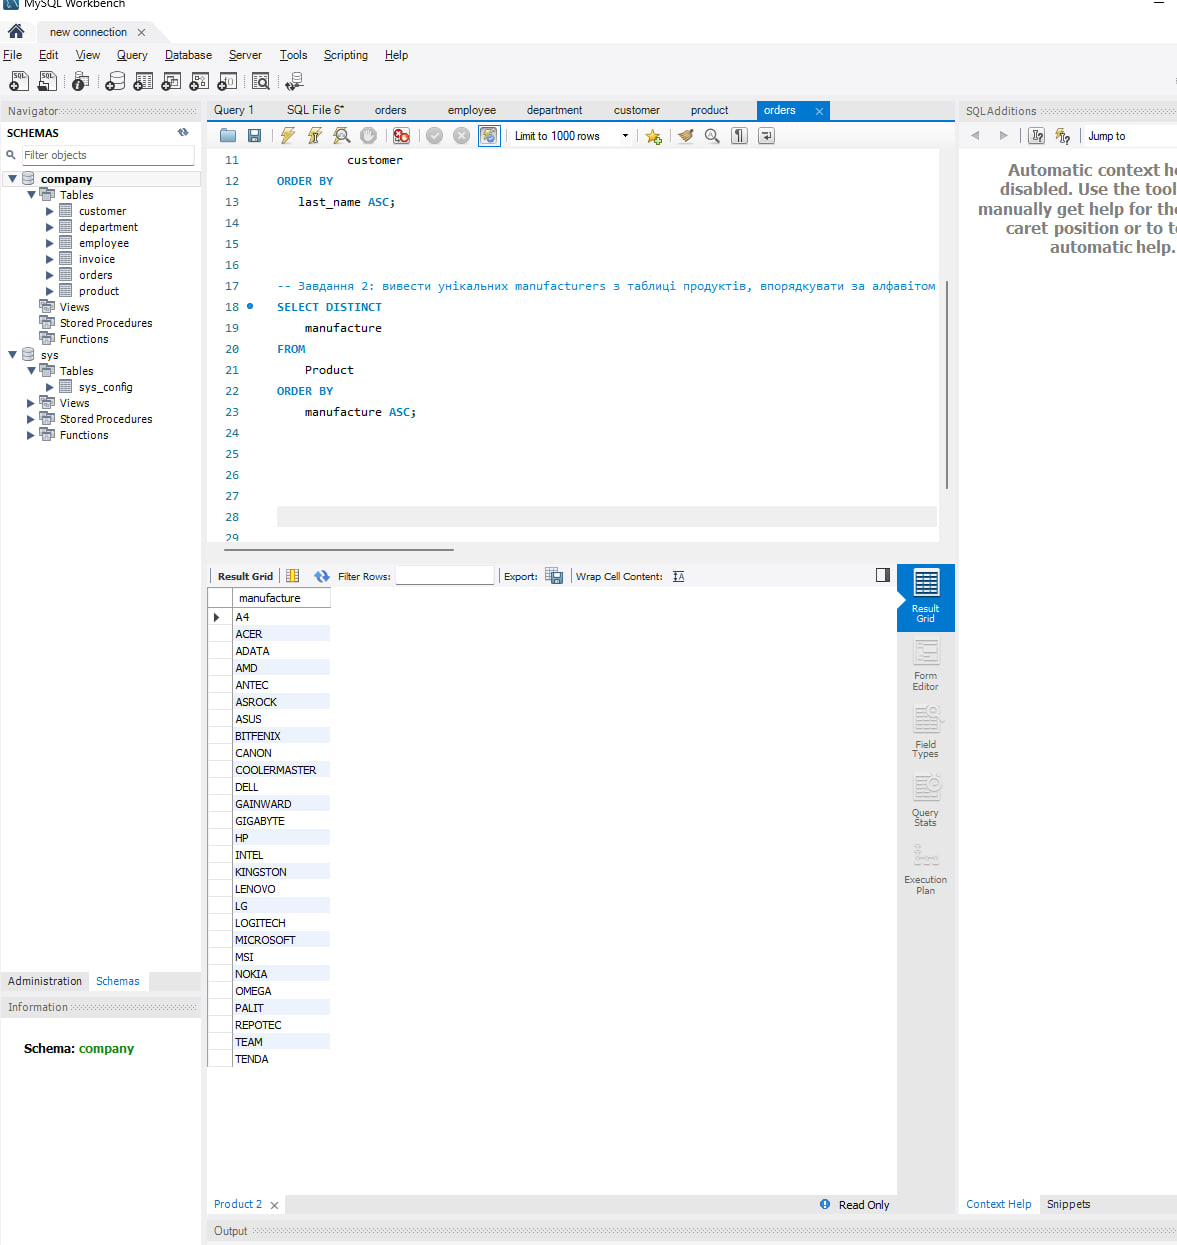 MySQL Workbench
new connection
File Edit View Query Database Server Tools Scripting Help
Navigator
SCHEMAS
Filter objects
company
Tables
customer
department
employee
invoice
orders
product
Views
Stored Procedures
Functions
sys
Tables
sys_config
Views
Stored Procedures
Functions
Administration Schemas
Information
Schema: company
Query 1 SQL File 6* orders employee department customer product orders
Limit to 1000 rows
11 customer
12 ORDER BY
13 last_name ASC;
14
15
16
17 -- Завдання 2: вивести унікальних manufacturers з таблиці продуктів, впорядкувати за алфавітом
18 SELECT DISTINCT
19 manufacture
20 FROM
21 Product
22 ORDER BY
23 manufacture ASC;
24
25
26
27
28
29
Result Grid Filter Rows: Export: Wrap Cell Content:
manufacture
A4
ACER
ADATA
AMD
ANTEC
ASROCK
ASUS
BITFENIX
CANON
COOLERMASTER
DELL
GAINWARD
GIGABYTE
HP
INTEL
KINGSTON
LENOVO
LG
LOGITECH
MICROSOFT
MSI
NOKIA
OMEGA
PALIT
REPOTEC
TEAM
TENDA
Result
Grid
Form
Editor
Field
Types
Query
Stats
Execution
Plan
Product 2
Read Only
Output
SQLAdditions
Jump to
Automatic context he
disabled. Use the tool
manually get help for the
caret position or to to
automatic help.
Context Help Snippets